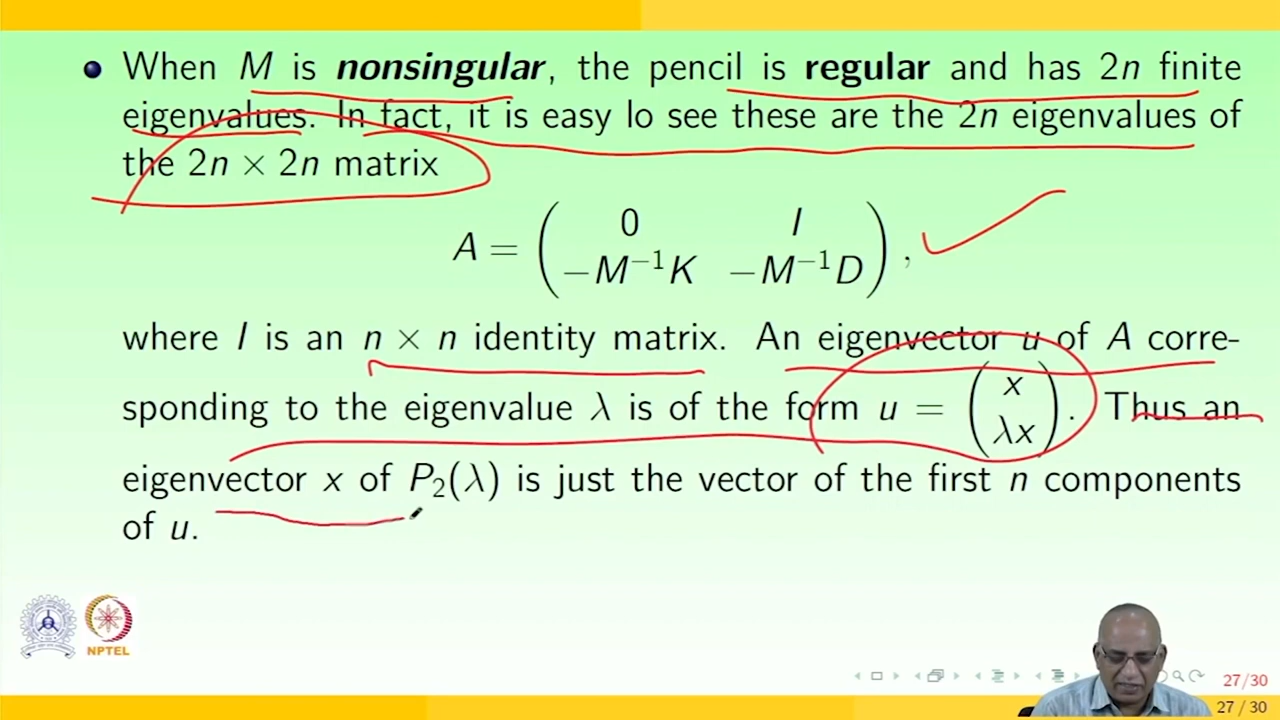 When M is nonsingular, the pencil is regular and has 2n finite
eigenvalues. In fact, it is easy lo see these are the 2n eigenvalues of
the 2n × 2n matrix
A = ( 0 I
−M⁻¹K −M⁻¹D ) ,
where I is an n × n identity matrix. An eigenvector u of A corre-
sponding to the eigenvalue λ is of the form u = ( x
λx ) . Thus an
eigenvector x of P₂(λ) is just the vector of the first n components
of u.
NPTEL
27/30
27 / 30